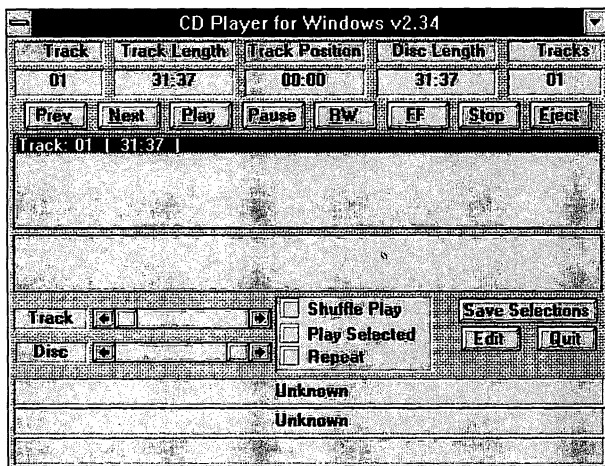 CD Player for Windows v2.34
Track Track Length Track Position Disc Length Tracks
01 31:37 00:00 31:37 01
Prev Next Play Pause RW FF Stop Eject
Track: 01 [ 31:37 ]
Track
Shuffle Play
Save Selections
Play Selected
Edit Quit
Disc
Repeat
Unknown
Unknown